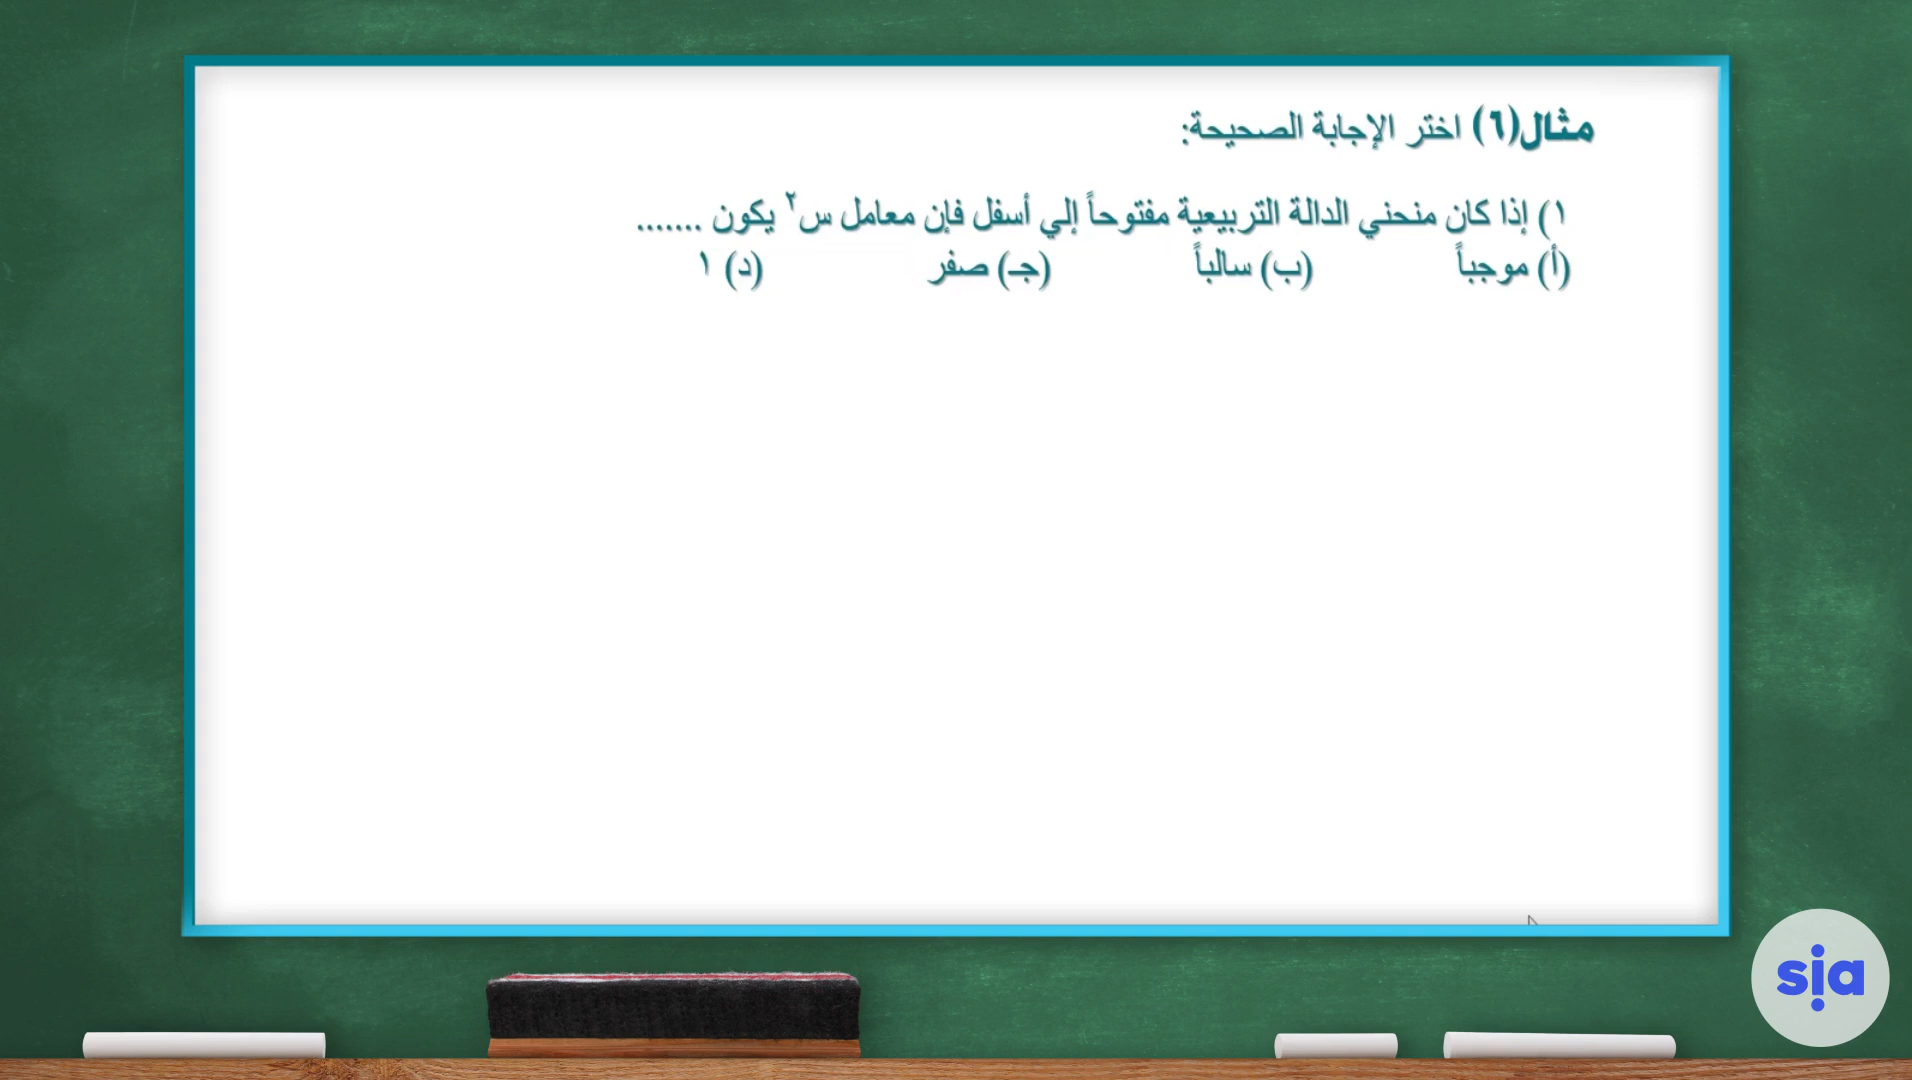 مثال(٦) اختر الإجابة الصحيحة:
١) إذا كان منحني الدالة التربيعية مفتوحاً إلي أسفل فإن معامل س٢ يكون .......
(أ) موجباً (ب) سالباً (جـ) صفر (د) ١
sia